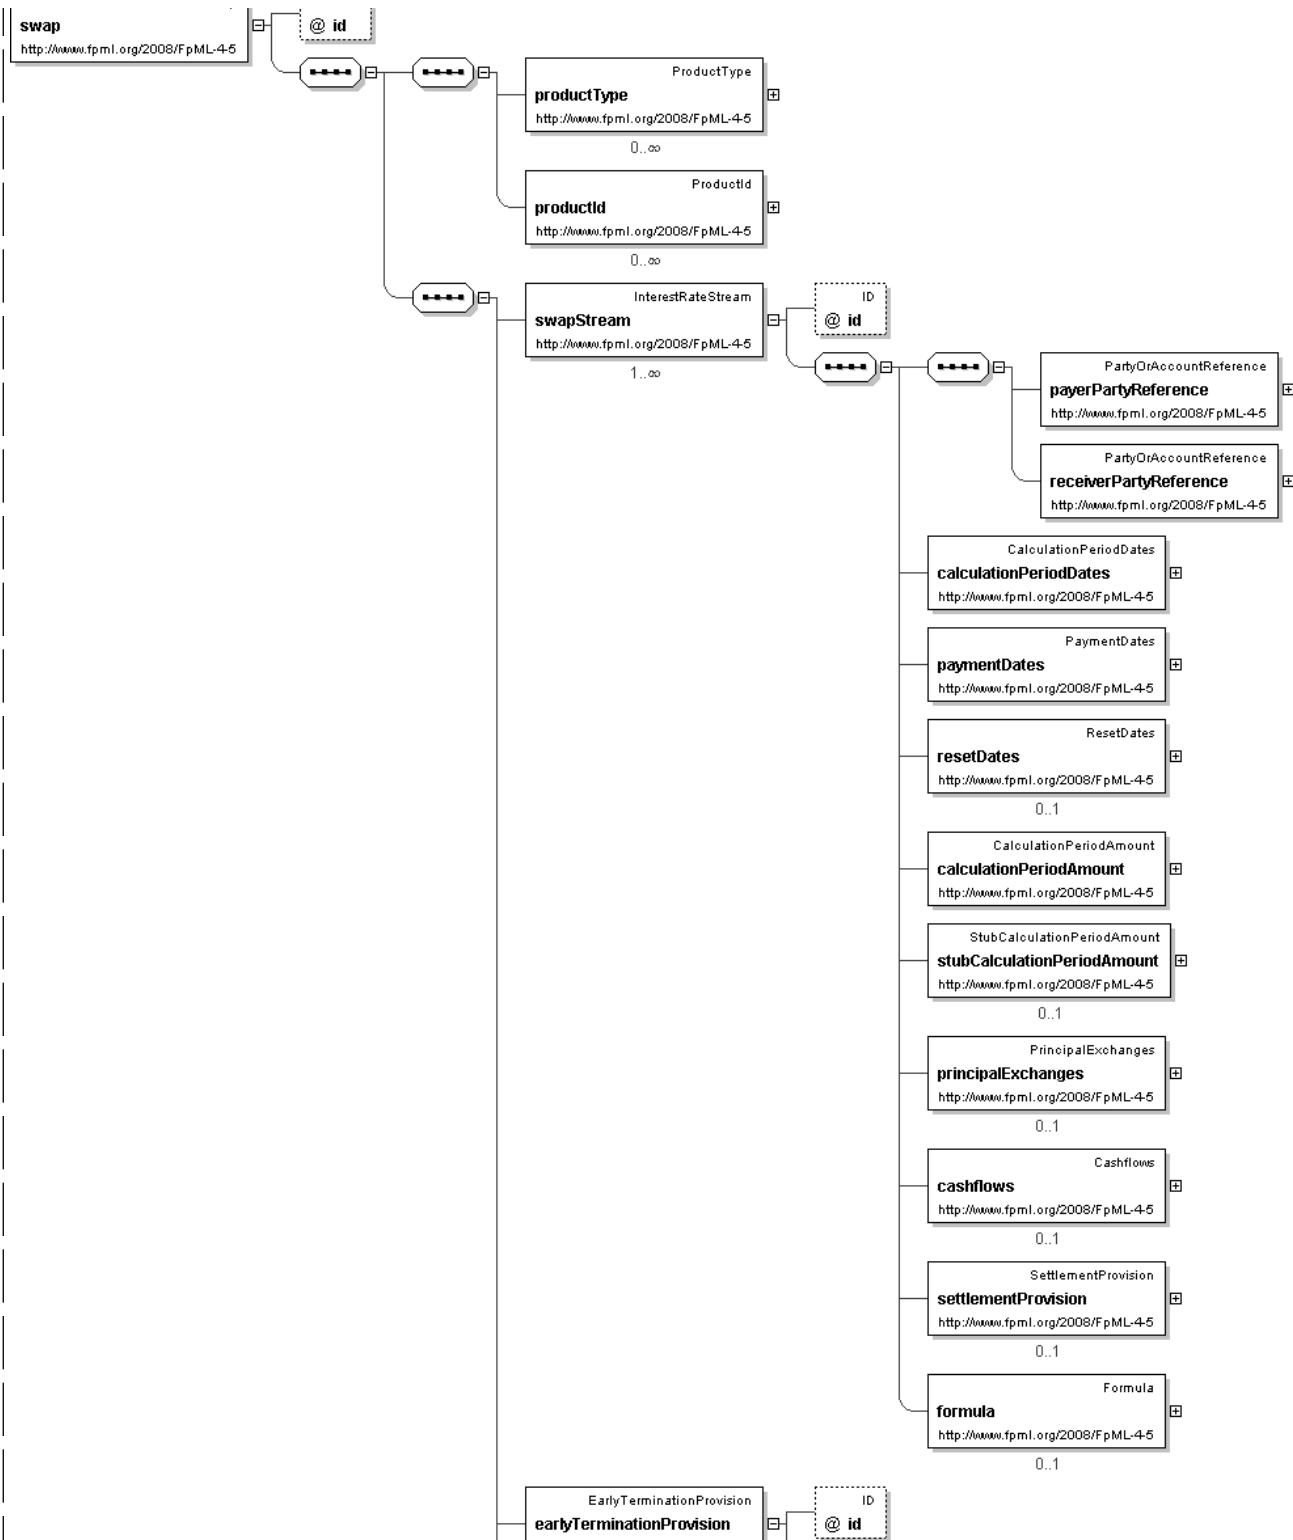 swap
http://www.fpml.org/2008/FpML-4-5
@ id
ProductType
productType
http://www.fpml.org/2008/FpML-4-5
0..∞
ProductId
productId
http://www.fpml.org/2008/FpML-4-5
0..∞
InterestRateStream
swapStream
http://www.fpml.org/2008/FpML-4-5
1..∞
ID
@ id
PartyOrAccountReference
payerPartyReference
http://www.fpml.org/2008/FpML-4-5
PartyOrAccountReference
receiverPartyReference
http://www.fpml.org/2008/FpML-4-5
CalculationPeriodDates
calculationPeriodDates
http://www.fpml.org/2008/FpML-4-5
PaymentDates
paymentDates
http://www.fpml.org/2008/FpML-4-5
ResetDates
resetDates
http://www.fpml.org/2008/FpML-4-5
0..1
CalculationPeriodAmount
calculationPeriodAmount
http://www.fpml.org/2008/FpML-4-5
StubCalculationPeriodAmount
stubCalculationPeriodAmount
http://www.fpml.org/2008/FpML-4-5
0..1
PrincipalExchanges
principalExchanges
http://www.fpml.org/2008/FpML-4-5
0..1
Cashflows
cashflows
http://www.fpml.org/2008/FpML-4-5
0..1
SettlementProvision
settlementProvision
http://www.fpml.org/2008/FpML-4-5
0..1
Formula
formula
http://www.fpml.org/2008/FpML-4-5
0..1
EarlyTerminationProvision
earlyTerminationProvision
ID
@ id